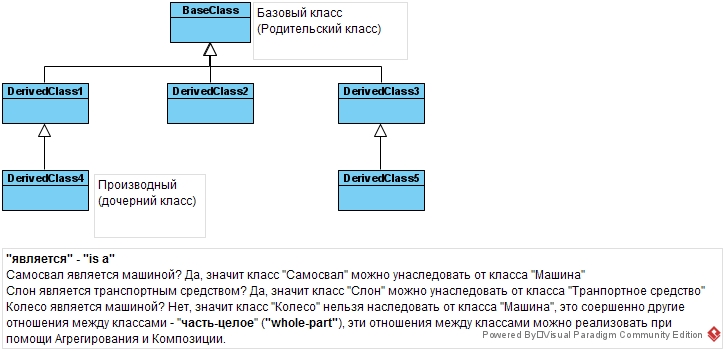 BaseClass
Базовый класс
(Родительский класс)
DerivedClass1
DerivedClass2
DerivedClass3
DerivedClass4
Производный
(дочерний класс)
DerivedClass5
"является" - "is a"
Самосвал является машиной? Да, значит класс "Самосвал" можно унаследовать от класса "Машина"
Слон является транспортным средством? Да, значит класс "Слон" можно унаследовать от класса "Транпортное средство"
Колесо является машиной? Нет, значит класс "Колесо" нельзя наследовать от класса "Машина", это соершенно другие
отношения между классами - "часть-целое" ("whole-part"), эти отношения между классами можно реализовать при
помощи Агрегирования и Композиции.
Powered By Visual Paradigm Community Edition